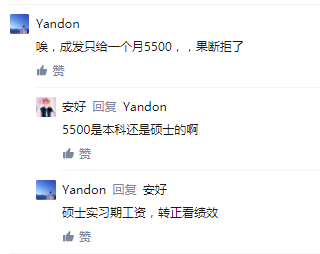 Yandon
唉，成发只给一个月5500，，果断拒了
赞
安好 回复 Yandon
5500是本科还是硕士的啊
赞
Yandon 回复 安好
硕士实习期工资，转正看绩效
赞